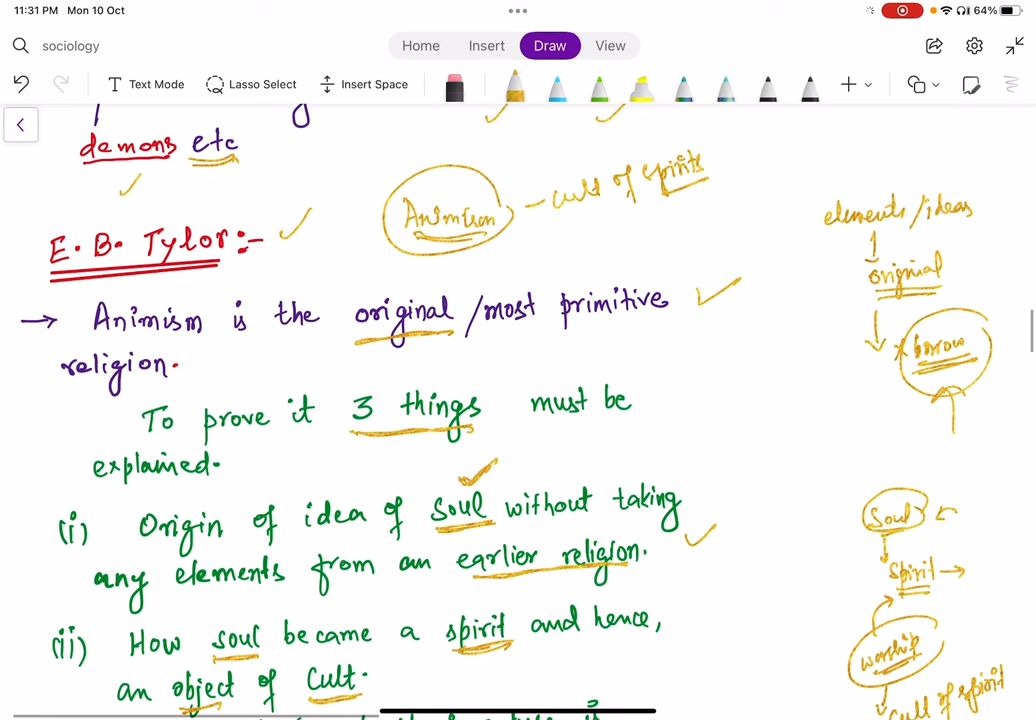 11:31 PM Mon 10 Oct
64%
sociology
Home Insert Draw View
Text Mode Lasso Select Insert Space
demons etc
Animism - cult of spirits
E. B. Tylor :-
→ Animism is the original /most primitive
religion.
To prove it 3 things must be
explained.
(i) Origin of idea of soul without taking
any elements from an earlier religion.
(ii) How soul became a spirit and hence,
an object of cult.
elements/ideas
original
borrow
soul
spirit →
worship
cult of spirit